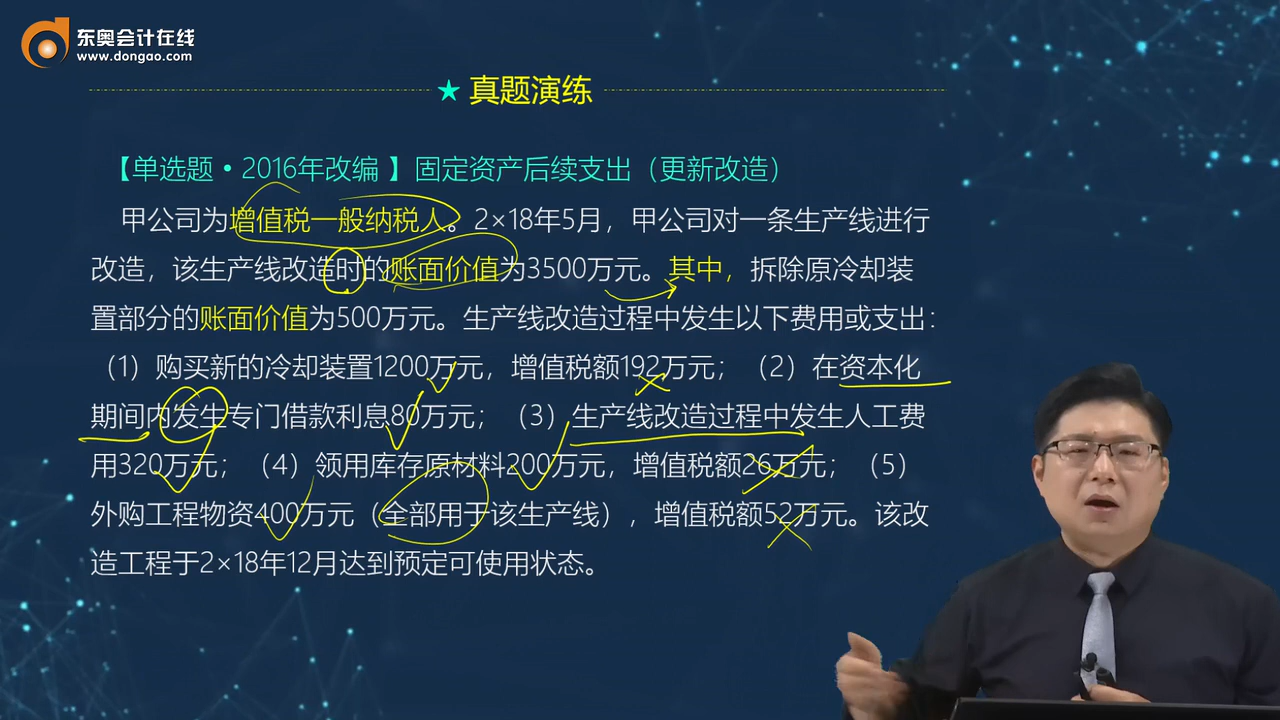 东奥会计在线
www.dongao.com
★ 真题演练
【单选题•2016年改编 】固定资产后续支出（更新改造）
甲公司为增值税一般纳税人。2×18年5月，甲公司对一条生产线进行
改造，该生产线改造时的账面价值为3500万元。其中，拆除原冷却装
置部分的账面价值为500万元。生产线改造过程中发生以下费用或支出：
（1）购买新的冷却装置1200万元，增值税额192万元；（2）在资本化
期间内发生专门借款利息80万元；（3）生产线改造过程中发生人工费
用320万元；（4）领用库存原材料200万元，增值税额26万元；（5）
外购工程物资400万元（全部用于该生产线），增值税额52万元。该改
造工程于2×18年12月达到预定可使用状态。